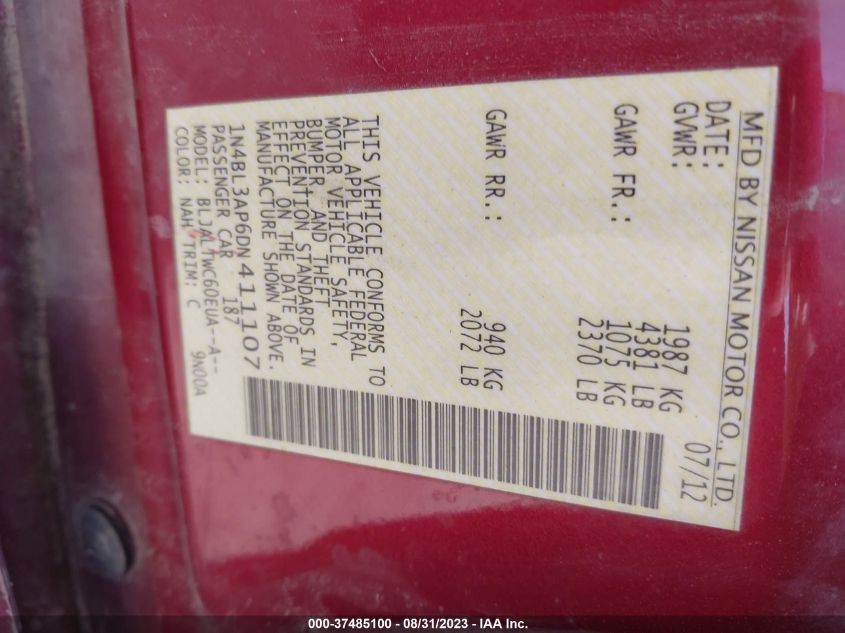 MFD BY NISSAN MOTOR CO., LTD.
DATE: 07/12
GVWR: 1987 KG
4381 LB
GAWR FR.: 1075 KG
2370 LB
GAWR RR.: 940 KG
2072 LB
THIS VEHICLE CONFORMS TO
ALL APPLICABLE FEDERAL
MOTOR VEHICLE SAFETY,
BUMPER, AND THEFT
PREVENTION STANDARDS IN
EFFECT ON THE DATE OF
MANUFACTURE SHOWN ABOVE.
1N4BL3AP6DN411107
PASSENGER CAR 187
MODEL: BLJALTWC60EUA--A--
COLOR: NAH TRIM: C 9N00A
000-37485100 - 08/31/2023 - IAA Inc.